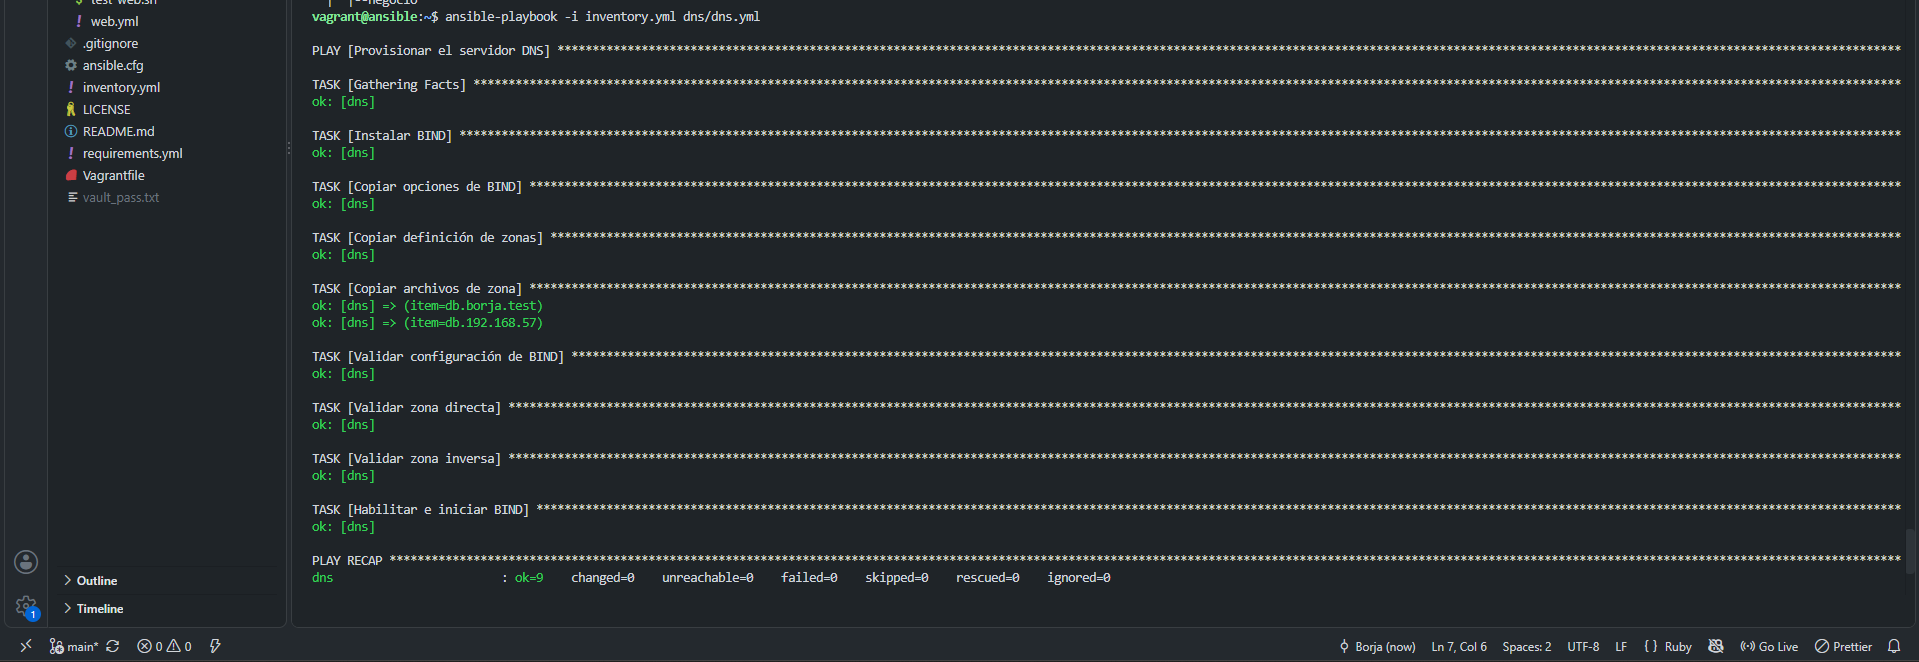 test_web.sh
web.yml
.gitignore
ansible.cfg
inventory.yml
LICENSE
README.md
requirements.yml
Vagrantfile
vault_pass.txt
Outline
Timeline
| |--negocio
vagrant@ansible:~$ ansible-playbook -i inventory.yml dns/dns.yml
PLAY [Provisionar el servidor DNS] ****************************************************************
TASK [Gathering Facts] ****************************************************************
ok: [dns]
TASK [Instalar BIND] ****************************************************************
ok: [dns]
TASK [Copiar opciones de BIND] ****************************************************************
ok: [dns]
TASK [Copiar definición de zonas] ****************************************************************
ok: [dns]
TASK [Copiar archivos de zona] ****************************************************************
ok: [dns] => (item=db.borja.test)
ok: [dns] => (item=db.192.168.57)
TASK [Validar configuración de BIND] ****************************************************************
ok: [dns]
TASK [Validar zona directa] ****************************************************************
ok: [dns]
TASK [Validar zona inversa] ****************************************************************
ok: [dns]
TASK [Habilitar e iniciar BIND] ****************************************************************
ok: [dns]
PLAY RECAP ****************************************************************
dns : ok=9 changed=0 unreachable=0 failed=0 skipped=0 rescued=0 ignored=0
1
main* 0 0 Borja (now) Ln 7, Col 6 Spaces: 2 UTF-8 LF { } Ruby Go Live Prettier